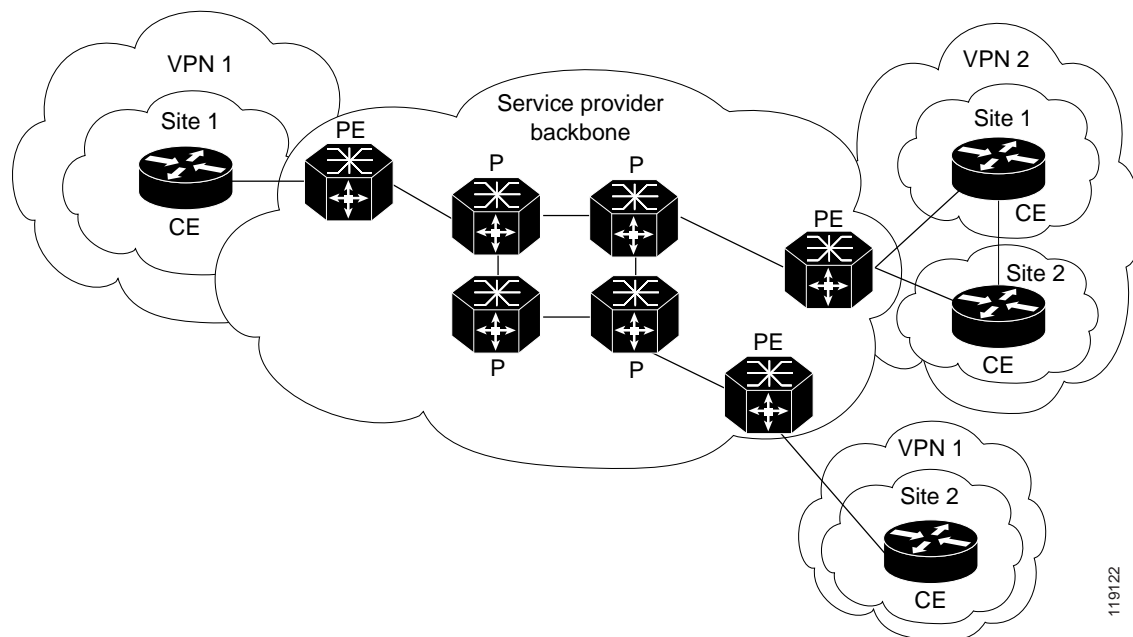 VPN 1
Site 1
CE
PE
Service provider
backbone
P
P
P
P
PE
PE
VPN 2
Site 1
CE
Site 2
CE
VPN 1
Site 2
CE
119122